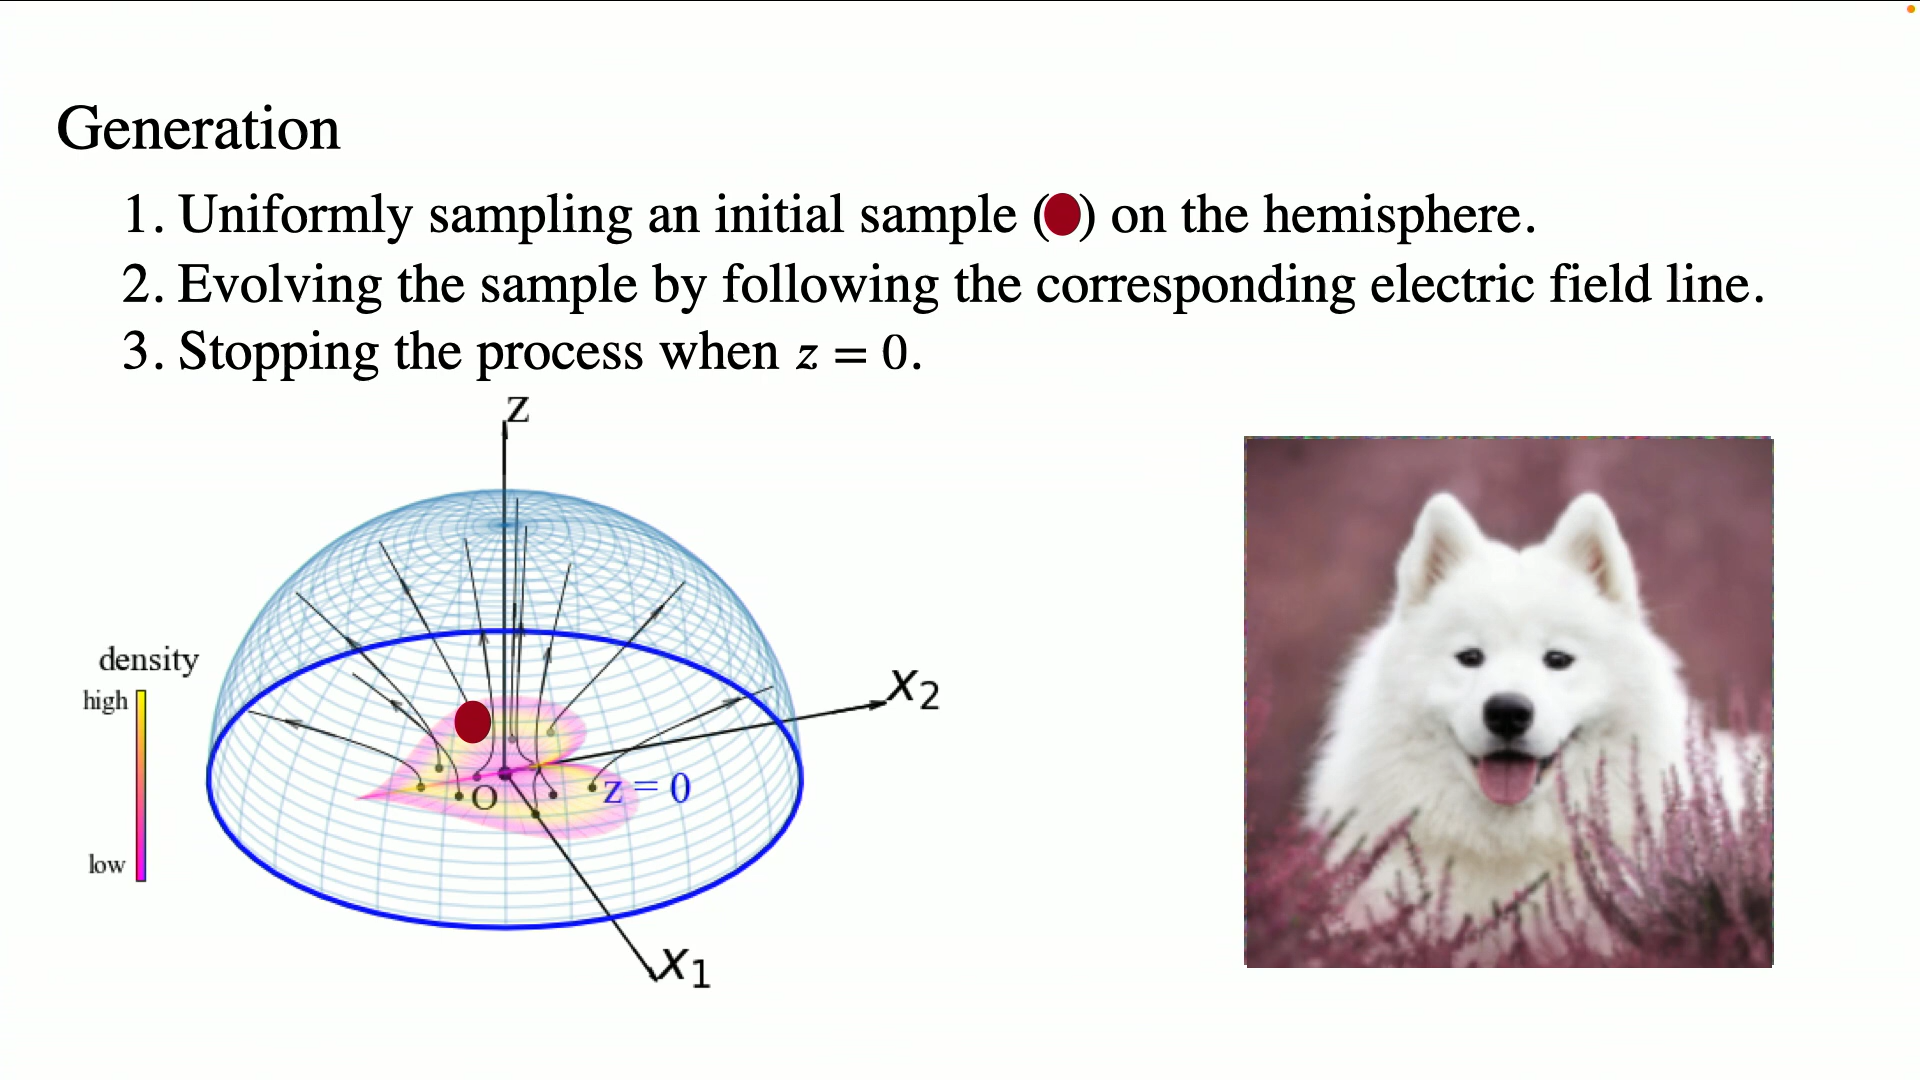 Generation
1. Uniformly sampling an initial sample () on the hemisphere.
2. Evolving the sample by following the corresponding electric field line.
3. Stopping the process when z = 0.
z
density
high
x2
z = 0
O
low
x1